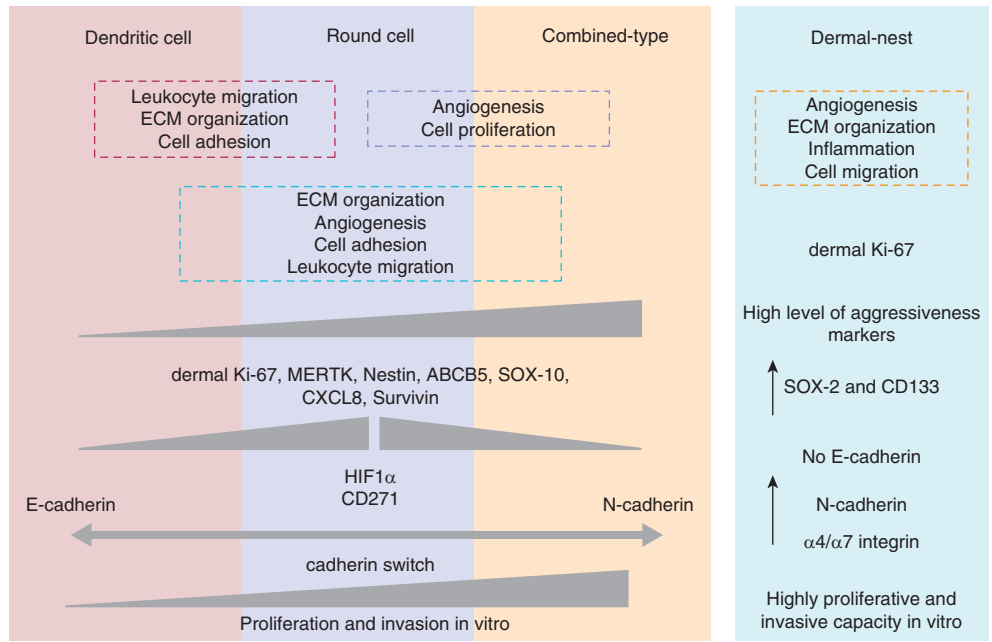 Dendritic cell
Round cell
Combined-type
Leukocyte migration
ECM organization
Cell adhesion
Angiogenesis
Cell proliferation
ECM organization
Angiogenesis
Cell adhesion
Leukocyte migration
dermal Ki-67, MERTK, Nestin, ABCB5, SOX-10,
CXCL8, Survivin
HIF1α
CD271
E-cadherin
N-cadherin
cadherin switch
Proliferation and invasion in vitro
Dermal-nest
Angiogenesis
ECM organization
Inflammation
Cell migration
dermal Ki-67
High level of aggressiveness
markers
SOX-2 and CD133
No E-cadherin
N-cadherin
α4/α7 integrin
Highly proliferative and
invasive capacity in vitro